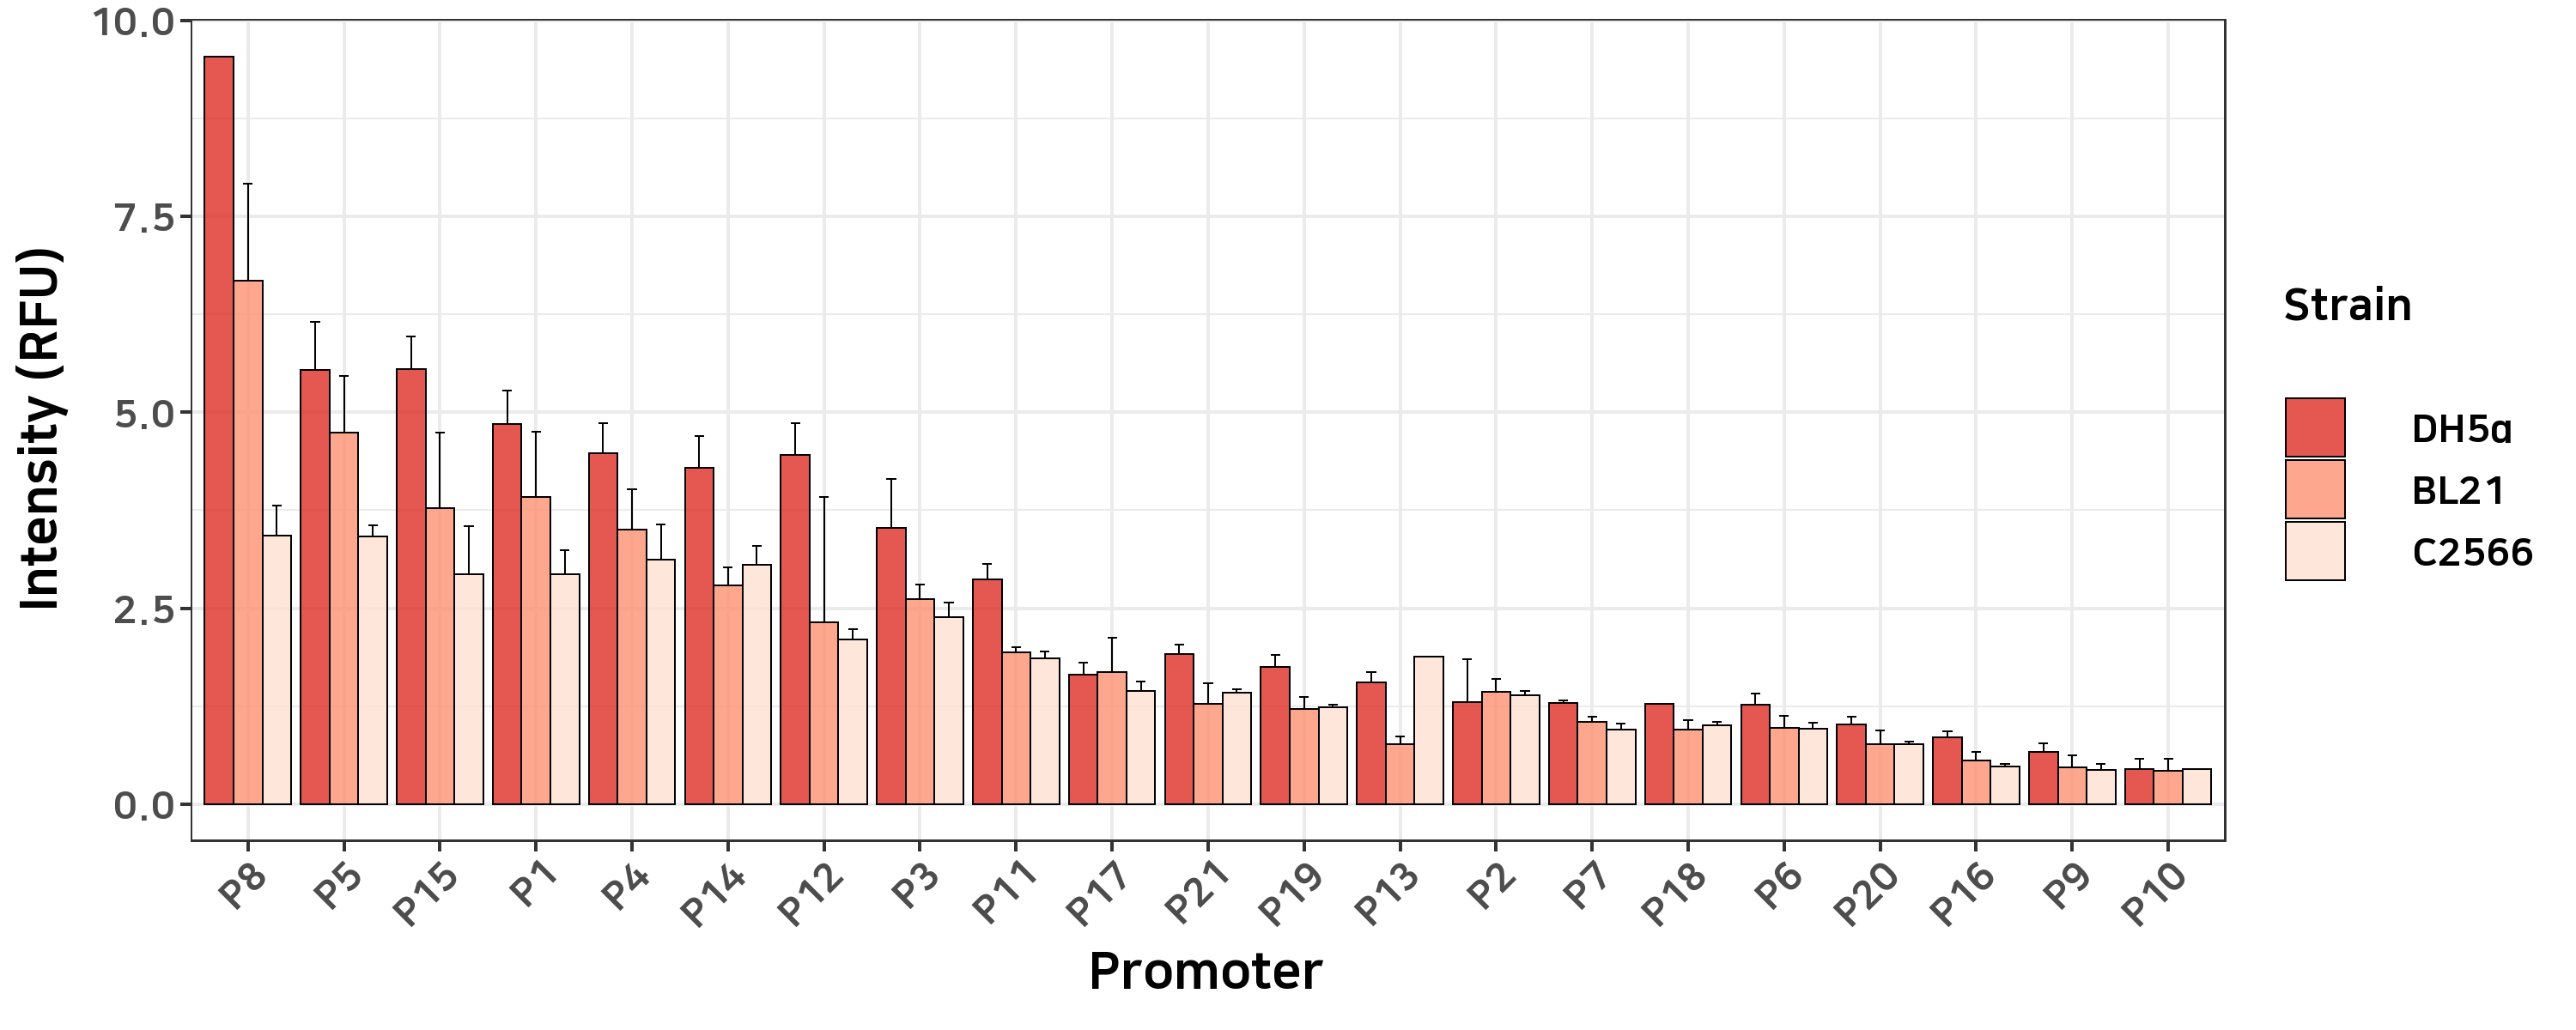 Intensity (RFU)
10.0
7.5
5.0
2.5
0.0
P8 P5 P15 P1 P4 P14 P12 P3 P11 P17 P21 P19 P13 P2 P7 P18 P6 P20 P16 P9 P10
Promoter
Strain
DH5α
BL21
C2566